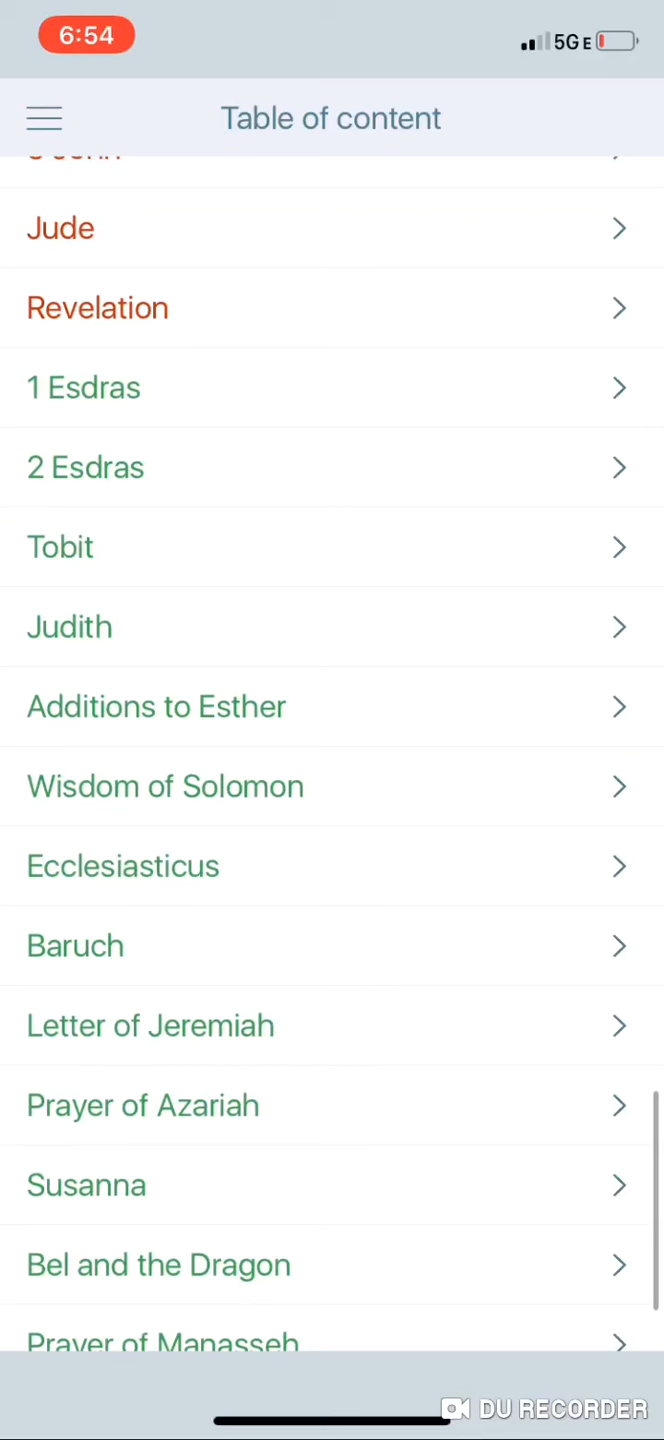 6:54
5G E
Table of content
3 John
Jude
Revelation
1 Esdras
2 Esdras
Tobit
Judith
Additions to Esther
Wisdom of Solomon
Ecclesiasticus
Baruch
Letter of Jeremiah
Prayer of Azariah
Susanna
Bel and the Dragon
Prayer of Manasseh
DU RECORDER